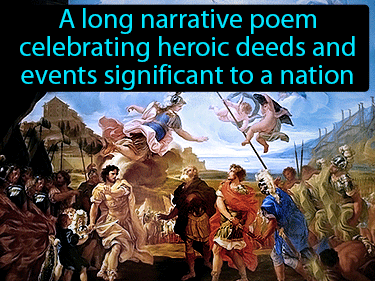 A long narrative poem
celebrating heroic deeds and
events significant to a nation